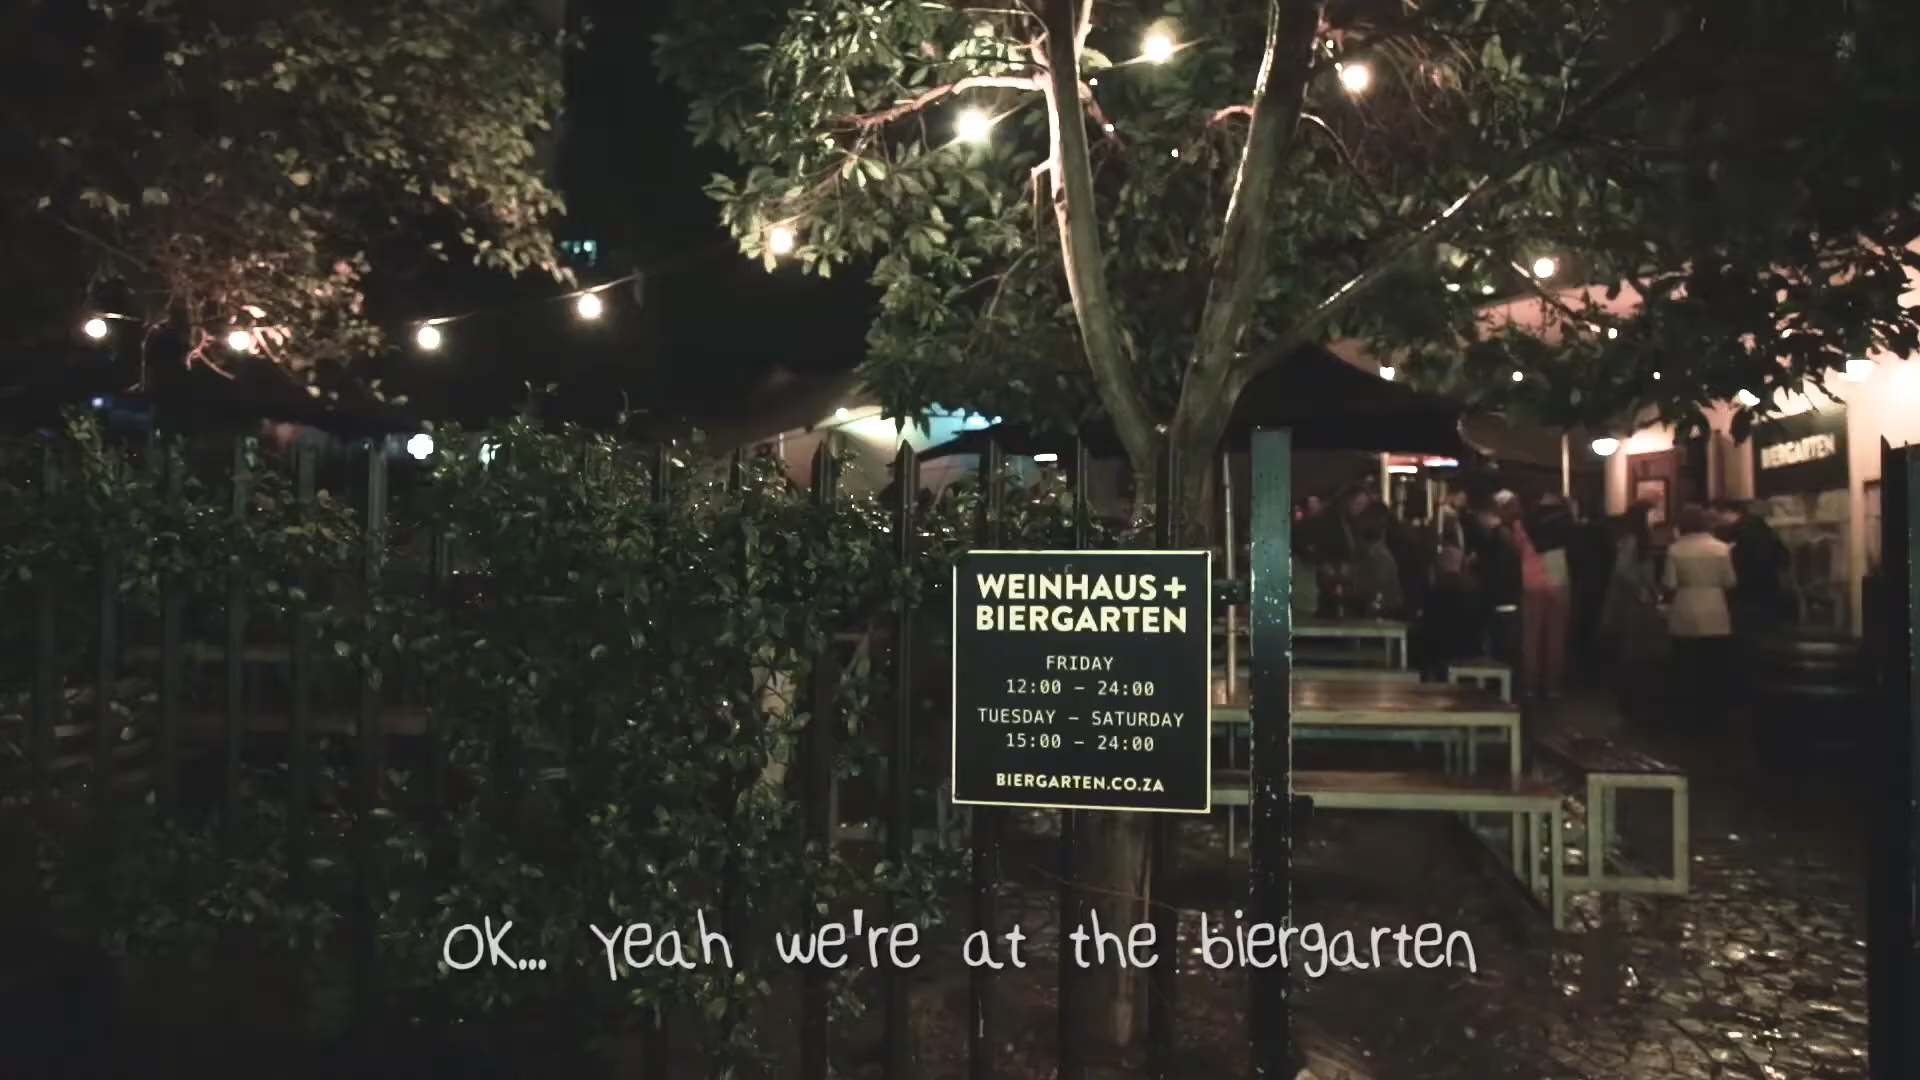 BIERGARTEN
WEINHAUS +
BIERGARTEN
FRIDAY
12:00 – 24:00
TUESDAY – SATURDAY
15:00 – 24:00
BIERGARTEN.CO.ZA
OK... yeah we're at the biergarten